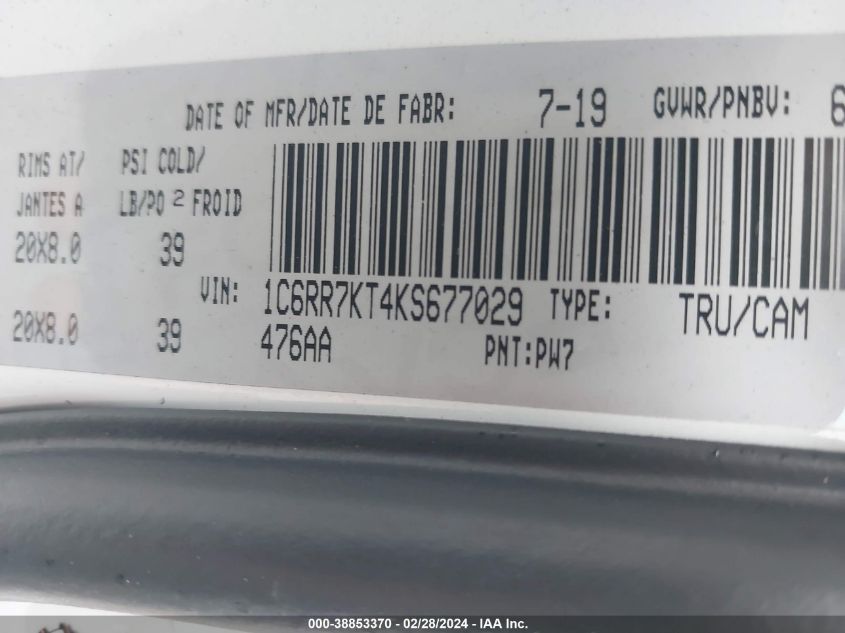 DATE OF MFR/DATE DE FABR: 7-19 GVWR/PNBV: 6
RIMS AT/ PSI COLD/
JANTES A LB/PO 2 FROID
20X8.0 39
VIN: 1C6RR7KT4KS677029 TYPE: TRU/CAM
20X8.0 39 476AA PNT:PW7
000-38853370 - 02/28/2024 - IAA Inc.